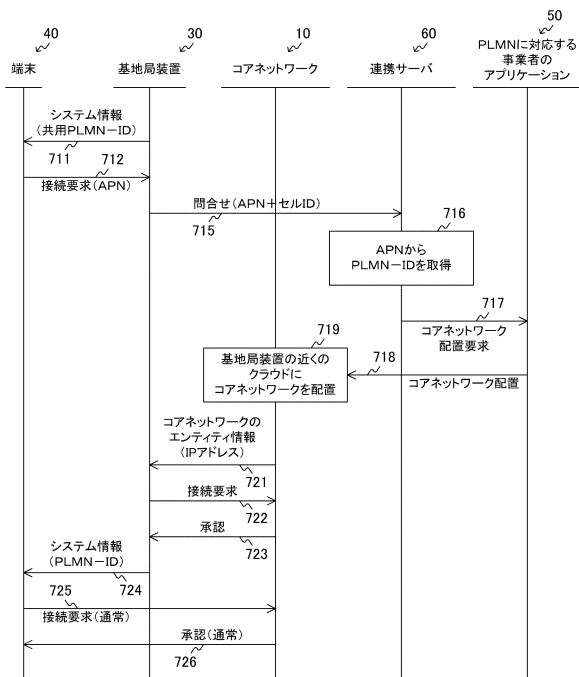 40
30
10
60
50
端末
基地局装置
コアネットワーク
連携サーバ
PLMNに対応する
事業者の
アプリケーション
システム情報
(共用PLMN-ID)
711
712
接続要求(APN)
問合せ(APN+セルID)
715
716
APNから
PLMN-IDを取得
717
コアネットワーク
配置要求
719
718
基地局装置の近くの
クラウドに
コアネットワークを配置
コアネットワーク配置
コアネットワークの
エンティティ情報
(IPアドレス)
721
接続要求
722
承認
723
システム情報
(PLMN-ID)
725
724
接続要求(通常)
承認(通常)
726